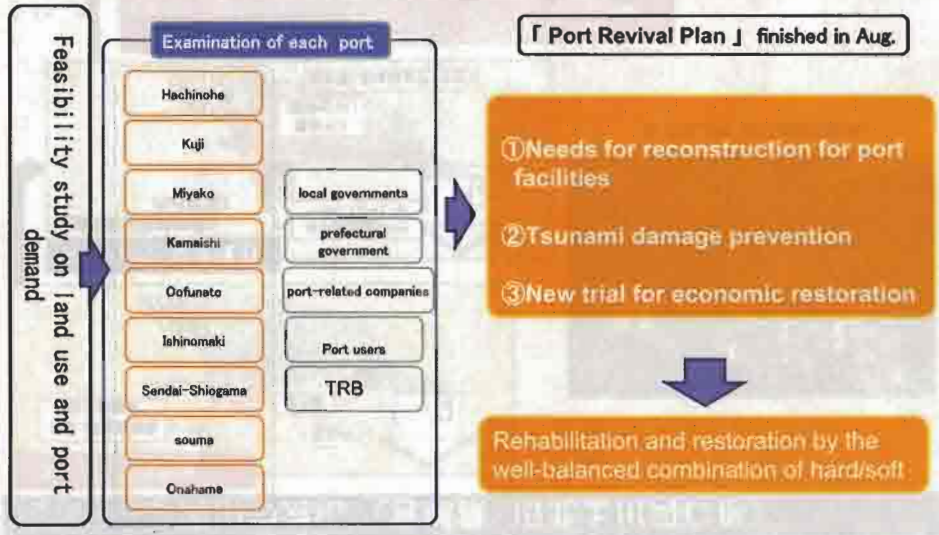 Feasibility study on land use and port
demand
Examination of each port
Hachinohe
Kuji
Miyako
Kamaishi
Oofunato
Ishinomaki
Sendai-Shiogama
souma
Onahama
local governments
prefectural
government
port-related companies
Port users
TRB
「 Port Revival Plan 」 finished in Aug.
①Needs for reconstruction for port
facilities
②Tsunami damage prevention
③New trial for economic restoration
Rehabilitation and restoration by the
well-balanced combination of hard/soft